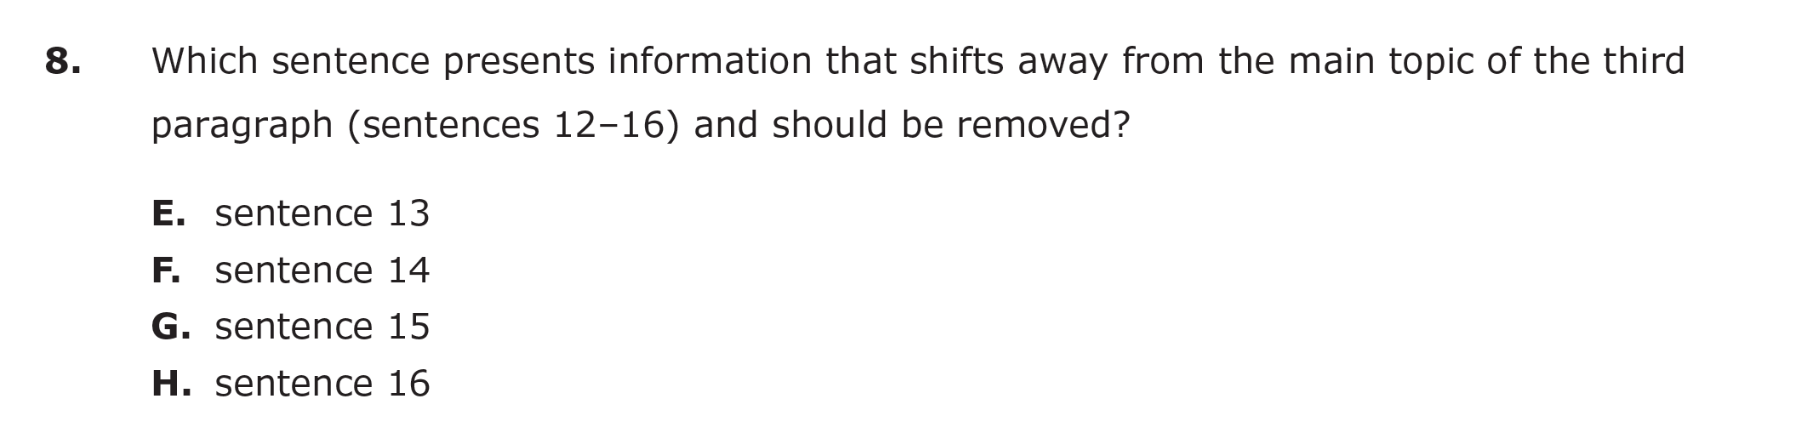 8. Which sentence presents information that shifts away from the main topic of the third
paragraph (sentences 12–16) and should be removed?
E. sentence 13
F. sentence 14
G. sentence 15
H. sentence 16